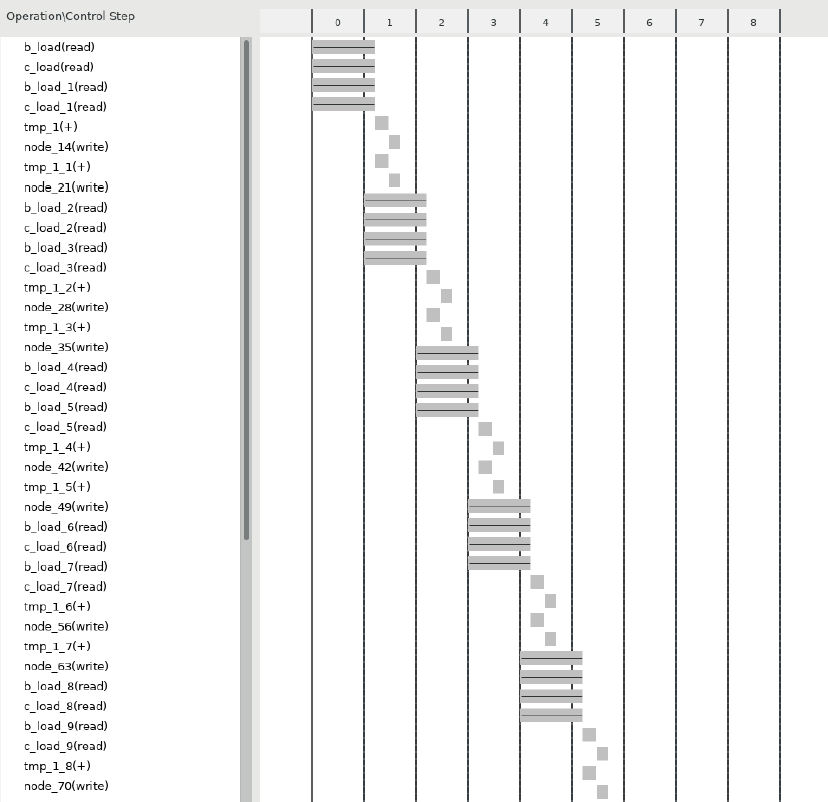 Operation\Control Step
0 1 2 3 4 5 6 7 8
b_load(read)
c_load(read)
b_load_1(read)
c_load_1(read)
tmp_1(+)
node_14(write)
tmp_1_1(+)
node_21(write)
b_load_2(read)
c_load_2(read)
b_load_3(read)
c_load_3(read)
tmp_1_2(+)
node_28(write)
tmp_1_3(+)
node_35(write)
b_load_4(read)
c_load_4(read)
b_load_5(read)
c_load_5(read)
tmp_1_4(+)
node_42(write)
tmp_1_5(+)
node_49(write)
b_load_6(read)
c_load_6(read)
b_load_7(read)
c_load_7(read)
tmp_1_6(+)
node_56(write)
tmp_1_7(+)
node_63(write)
b_load_8(read)
c_load_8(read)
b_load_9(read)
c_load_9(read)
tmp_1_8(+)
node_70(write)